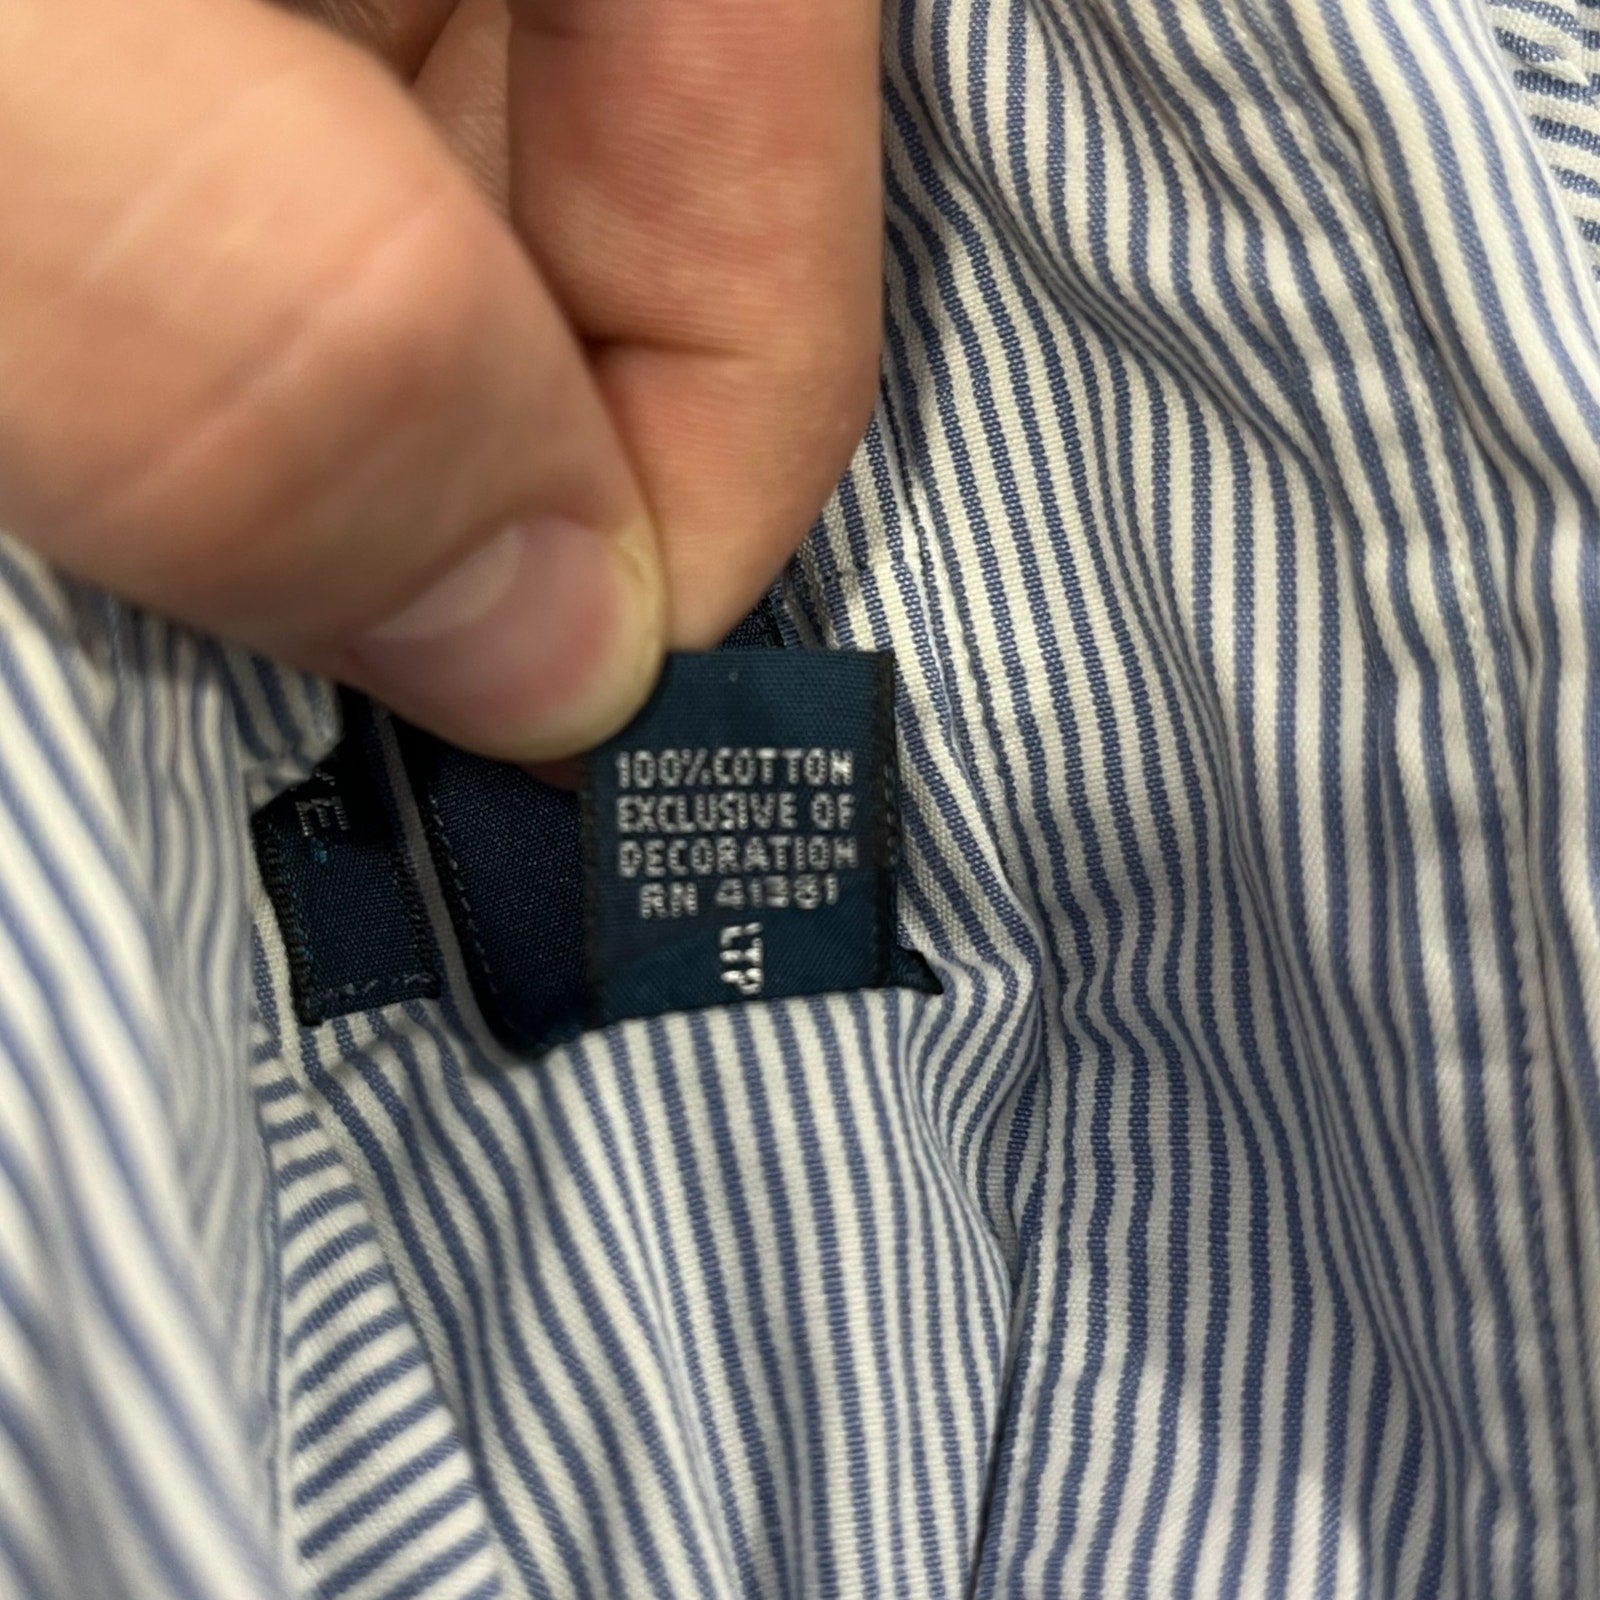 100% COTTON
EXCLUSIVE OF
DECORATION
RN 41381
LTP